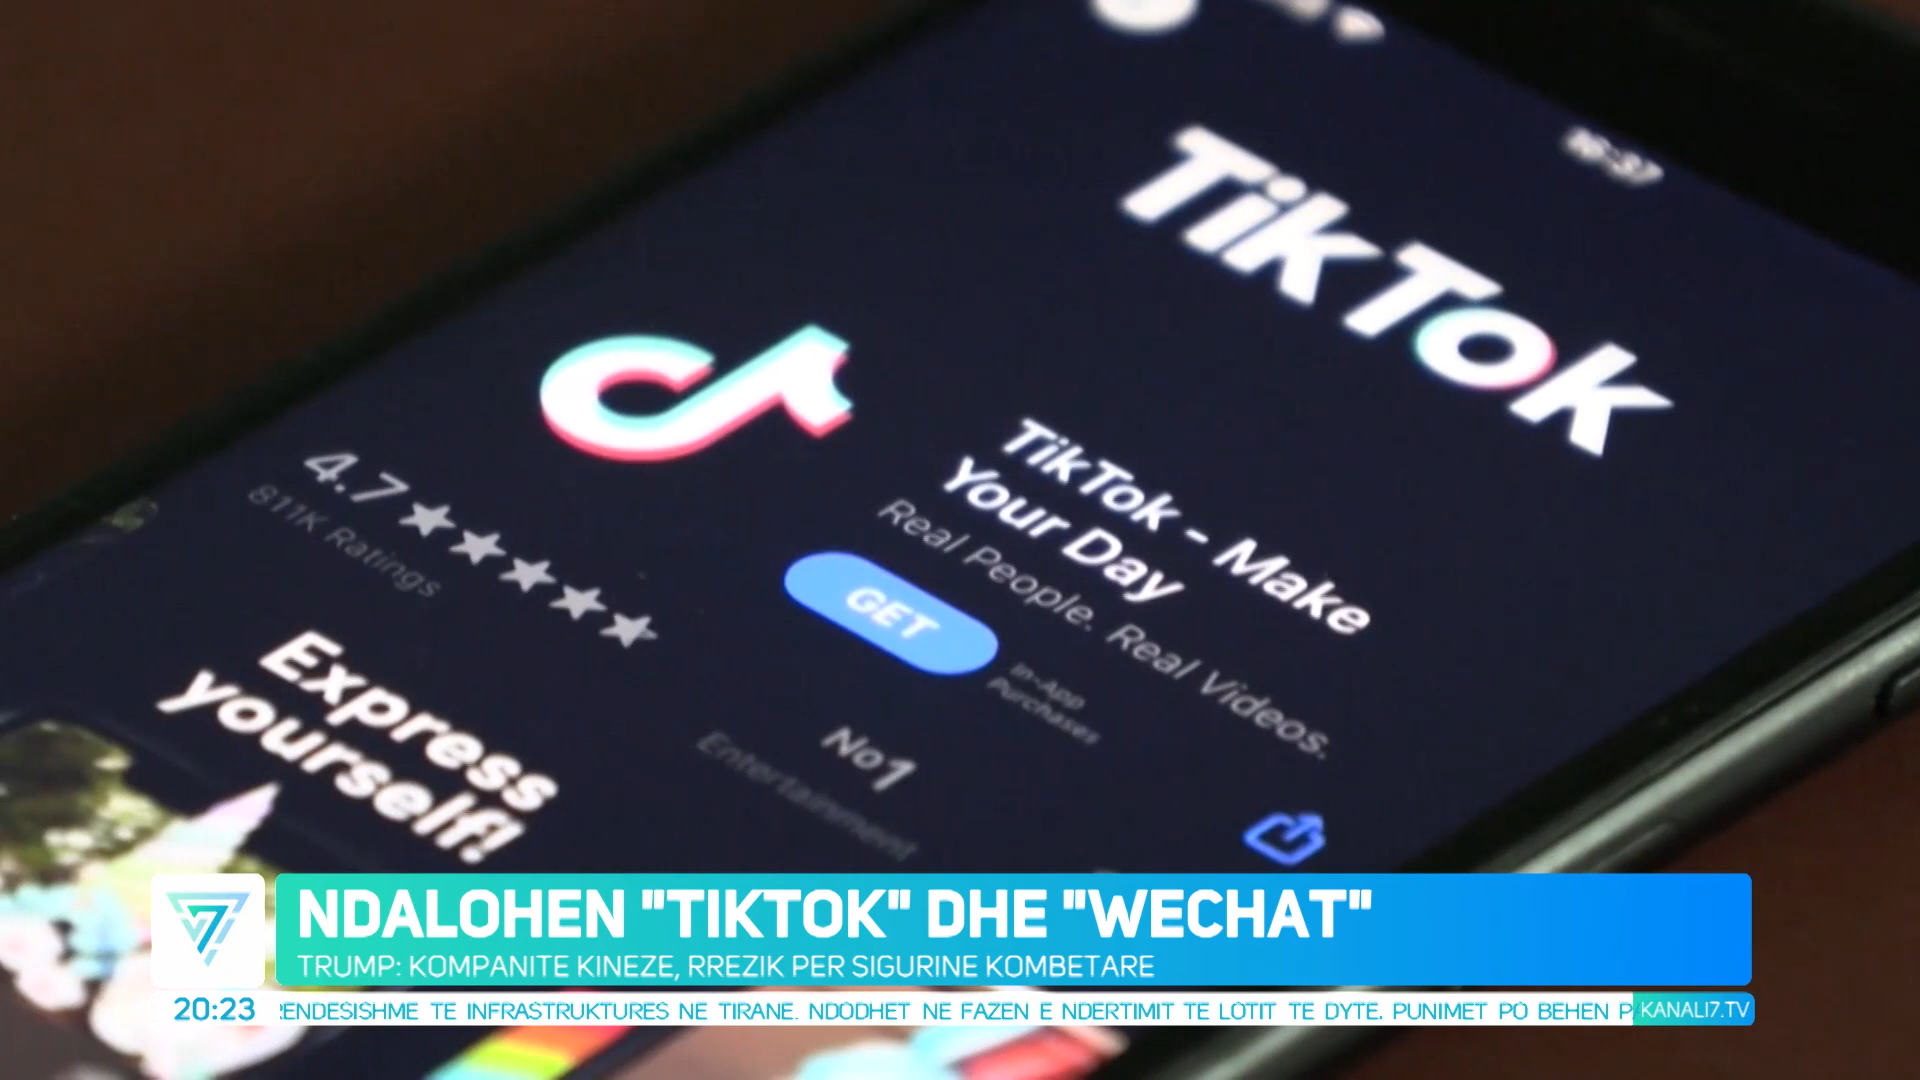 16:37
TikTok
TikTok - Make
Your Day
Real People. Real Videos.
GET
In-App
Purchases
4.7 ★★★★★
811K Ratings
No1
Entertainment
Express
yourself!
NDALOHEN "TIKTOK" DHE "WECHAT"
TRUMP: KOMPANITE KINEZE, RREZIK PER SIGURINE KOMBETARE
20:23
TE INFRASTRUKTURES NE TIRANE. NDODHET NE FAZEN E NDERTIMIT TE LOTIT TE DYTE. PUNIMET PO BEHEN
KANALI7.TV